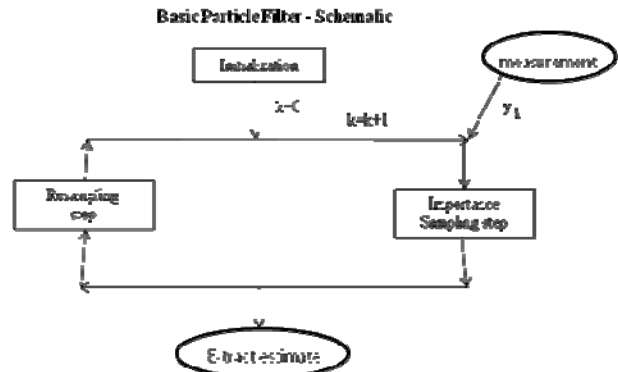 Basic Particle Filter - Schematic
Initialization
measurement
k=0
k=k+1
y k
Resampling
step
Importance
Sampling step
Extract estimate